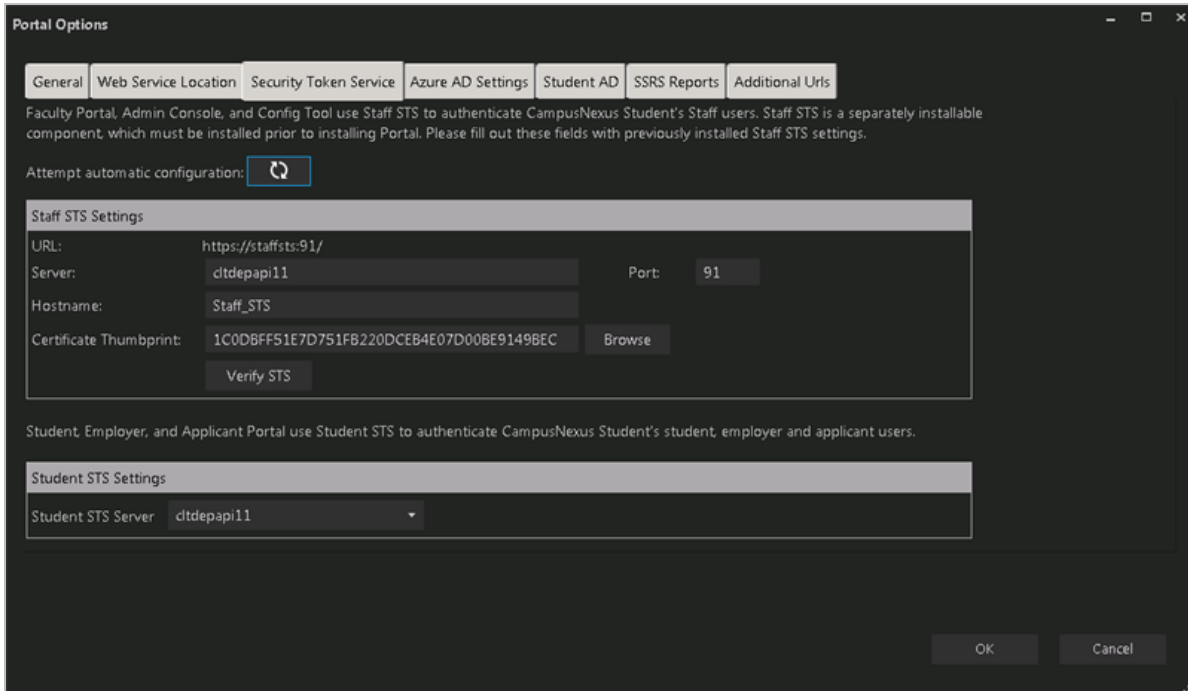 Portal Options
General Web Service Location Security Token Service Azure AD Settings Student AD SSRS Reports Additional Urls
Faculty Portal, Admin Console, and Config Tool use Staff STS to authenticate CampusNexus Student's Staff users. Staff STS is a separately installable
component, which must be installed prior to installing Portal. Please fill out these fields with previously installed Staff STS settings.
Attempt automatic configuration:
Staff STS Settings
URL: https://staffsts:91/
Server: cltdepapi11 Port: 91
Hostname: Staff_STS
Certificate Thumbprint: 1C0DBFF51E7D751FB220DCEB4E07D00BE9149BEC Browse
Verify STS
Student, Employer, and Applicant Portal use Student STS to authenticate CampusNexus Student's student, employer and applicant users.
Student STS Settings
Student STS Server cltdepapi11
OK Cancel